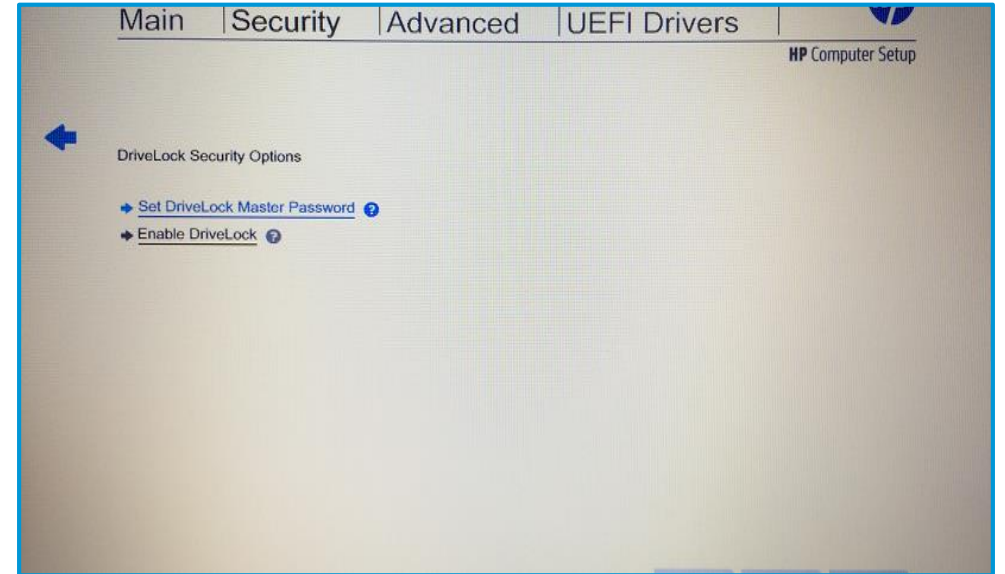 Main Security Advanced UEFI Drivers
HP Computer Setup
DriveLock Security Options
Set DriveLock Master Password ?
Enable DriveLock ?